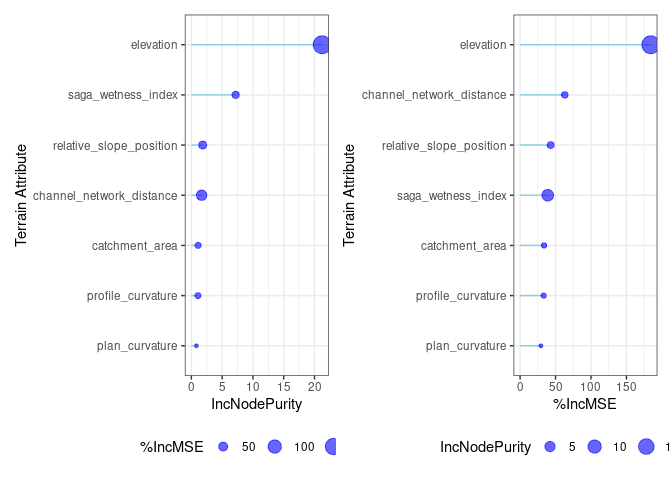 elevation
saga_wetness_index
relative_slope_position
channel_network_distance
catchment_area
profile_curvature
plan_curvature
Terrain Attribute
0 5 10 15 20
IncNodePurity
%IncMSE 50 100
elevation
channel_network_distance
relative_slope_position
saga_wetness_index
catchment_area
profile_curvature
plan_curvature
Terrain Attribute
0 50 100 150
%IncMSE
IncNodePurity 5 10